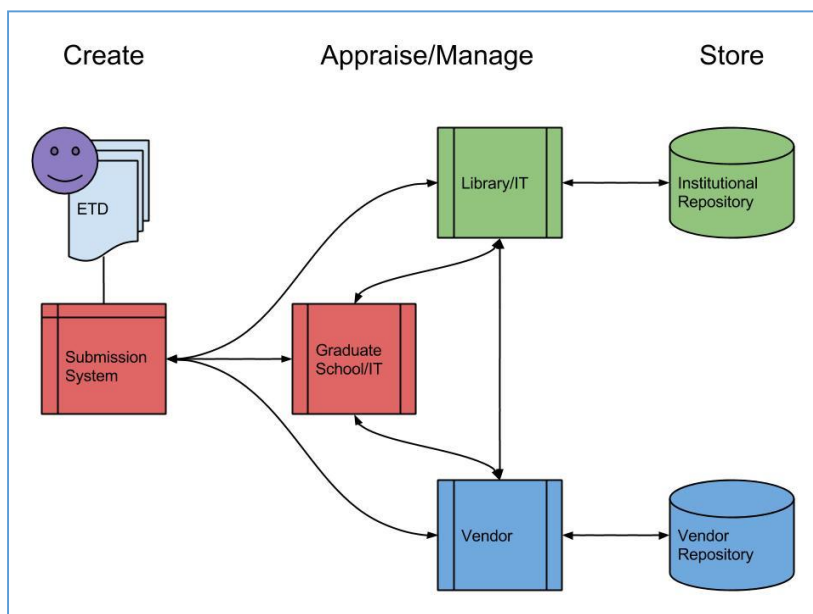 Create
Appraise/Manage
Store
ETD
Library/IT
Institutional
Repository
Submission
System
Graduate
School/IT
Vendor
Vendor
Repository